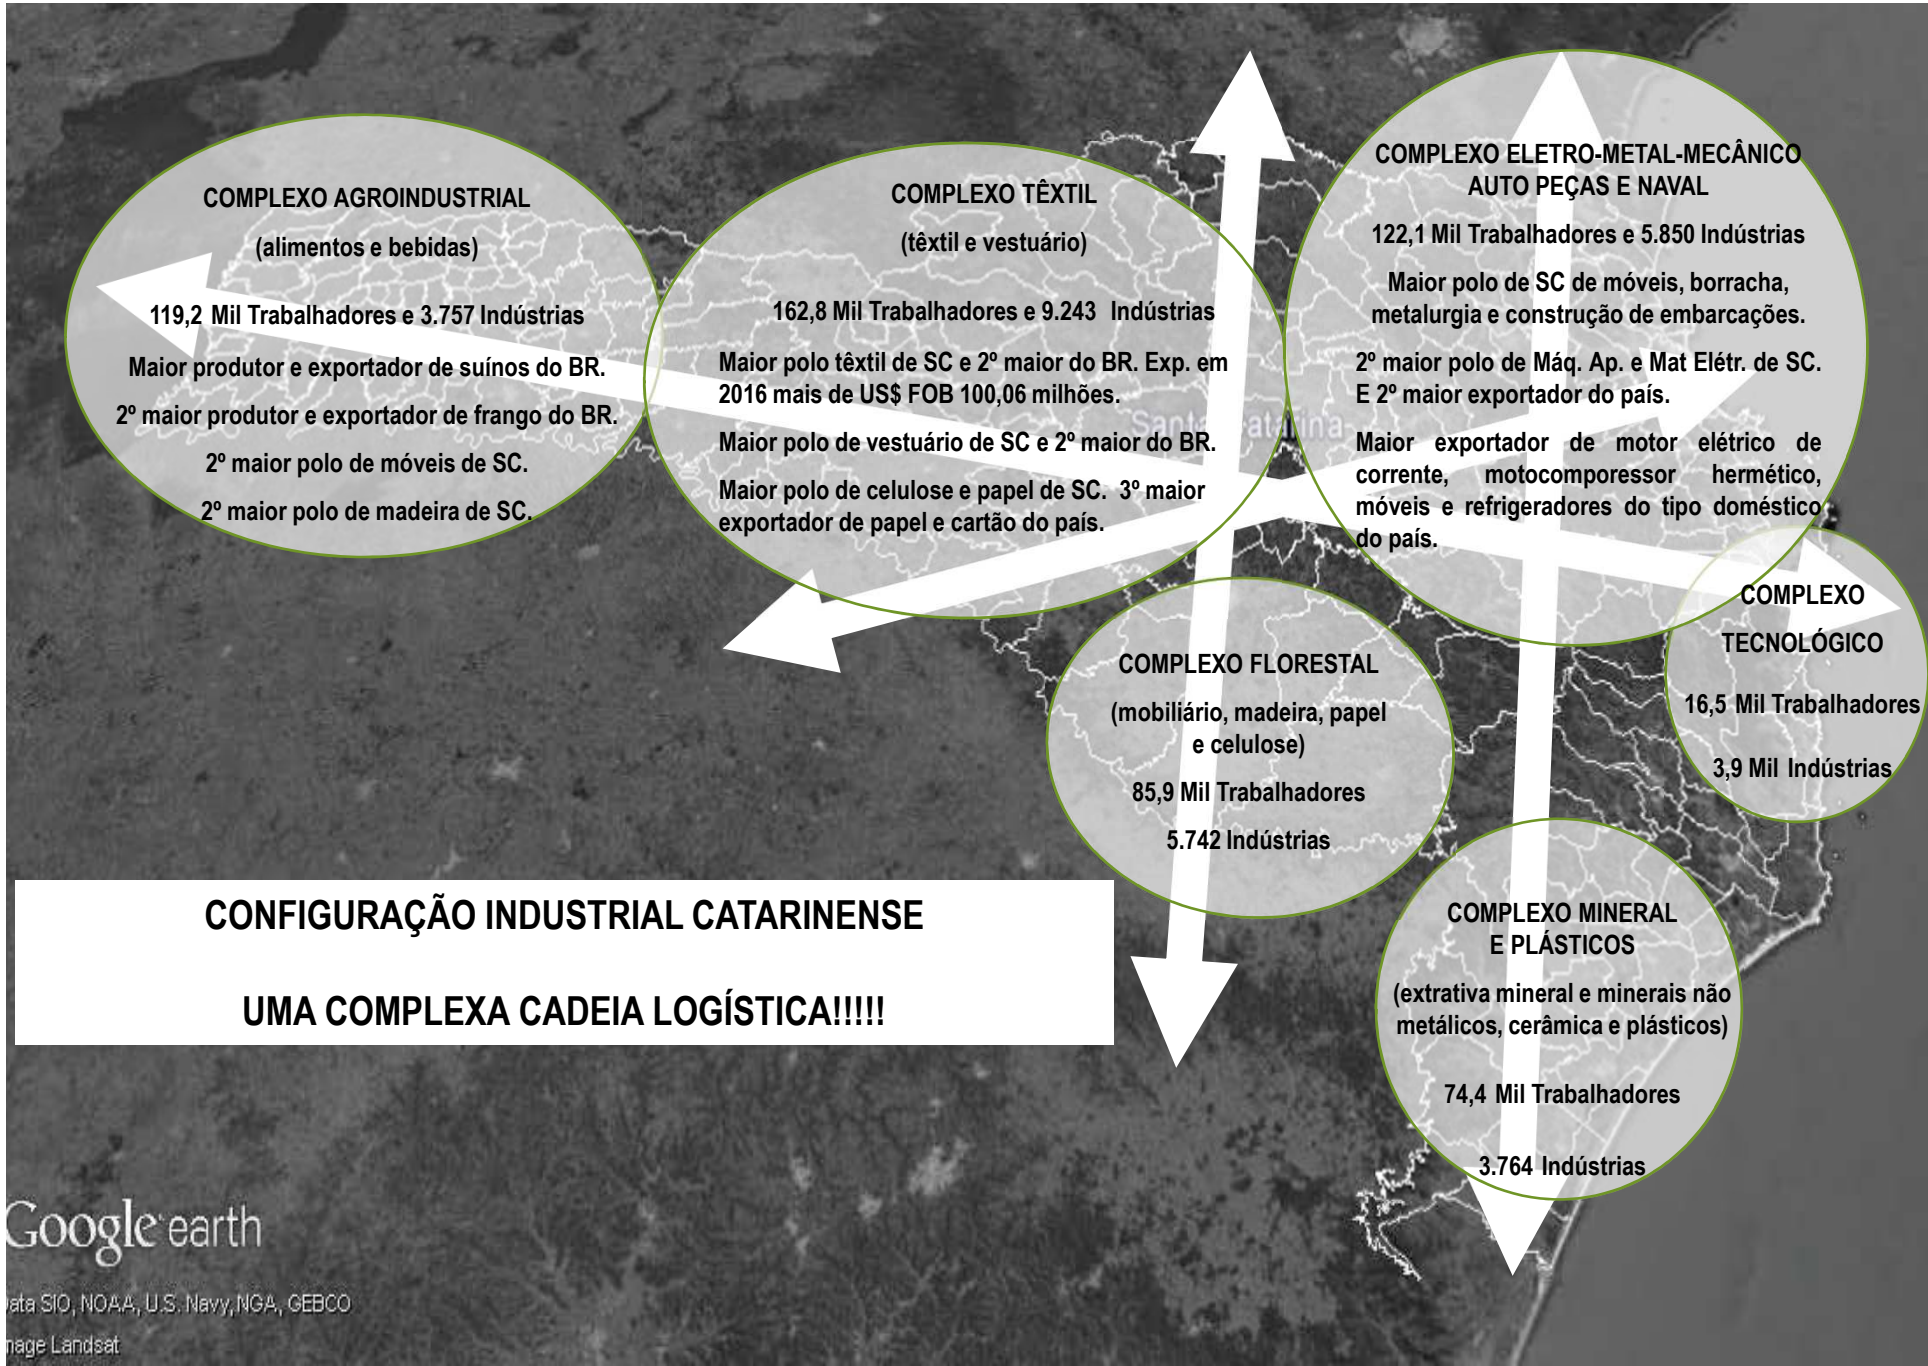 COMPLEXO AGROINDUSTRIAL
(alimentos e bebidas)
119,2 Mil Trabalhadores e 3.757 Indústrias
Maior produtor e exportador de suínos do BR.
2º maior produtor e exportador de frango do BR.
2º maior polo de móveis de SC.
2º maior polo de madeira de SC.
COMPLEXO TÊXTIL
(têxtil e vestuário)
162,8 Mil Trabalhadores e 9.243 Indústrias
Maior polo têxtil de SC e 2º maior do BR. Exp. em
2016 mais de US$ FOB 100,06 milhões.
Maior polo de vestuário de SC e 2º maior do BR.
Maior polo de celulose e papel de SC. 3º maior
exportador de papel e cartão do país.
COMPLEXO ELETRO-METAL-MECÂNICO
AUTO PEÇAS E NAVAL
122,1 Mil Trabalhadores e 5.850 Indústrias
Maior polo de SC de móveis, borracha,
metalurgia e construção de embarcações.
2º maior polo de Máq. Ap. e Mat Elétr. de SC.
E 2º maior exportador do país.
Maior exportador de motor elétrico de
corrente, motocomporessor hermético,
móveis e refrigeradores do tipo doméstico
do país.
Santa Catarina
COMPLEXO
TECNOLÓGICO
16,5 Mil Trabalhadores
3,9 Mil Indústrias
COMPLEXO FLORESTAL
(mobiliário, madeira, papel
e celulose)
85,9 Mil Trabalhadores
5.742 Indústrias
COMPLEXO MINERAL
E PLÁSTICOS
(extrativa mineral e minerais não
metálicos, cerâmica e plásticos)
74,4 Mil Trabalhadores
3.764 Indústrias
CONFIGURAÇÃO INDUSTRIAL CATARINENSE
UMA COMPLEXA CADEIA LOGÍSTICA!!!!!
Google earth
Data SIO, NOAA, U.S. Navy, NGA, GEBCO
Image Landsat